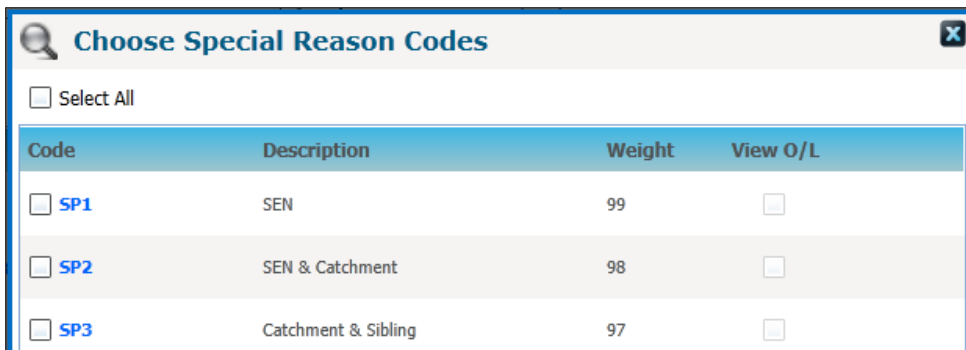 Choose Special Reason Codes
Select All
Code Description Weight View O/L
SP1 SEN 99
SP2 SEN & Catchment 98
SP3 Catchment & Sibling 97